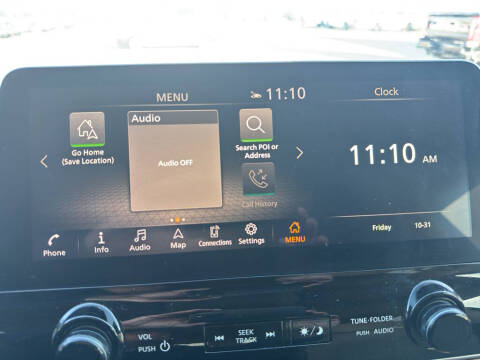 MENU
11:10
Clock
Go Home
(Save Location)
Audio
Audio OFF
Search POI or
Address
Call History
11:10 AM
Friday 10-31
Phone
Info
Audio
Map
Connections
Settings
MENU
VOL
PUSH
SEEK
TRACK
TUNE·FOLDER
PUSH AUDIO